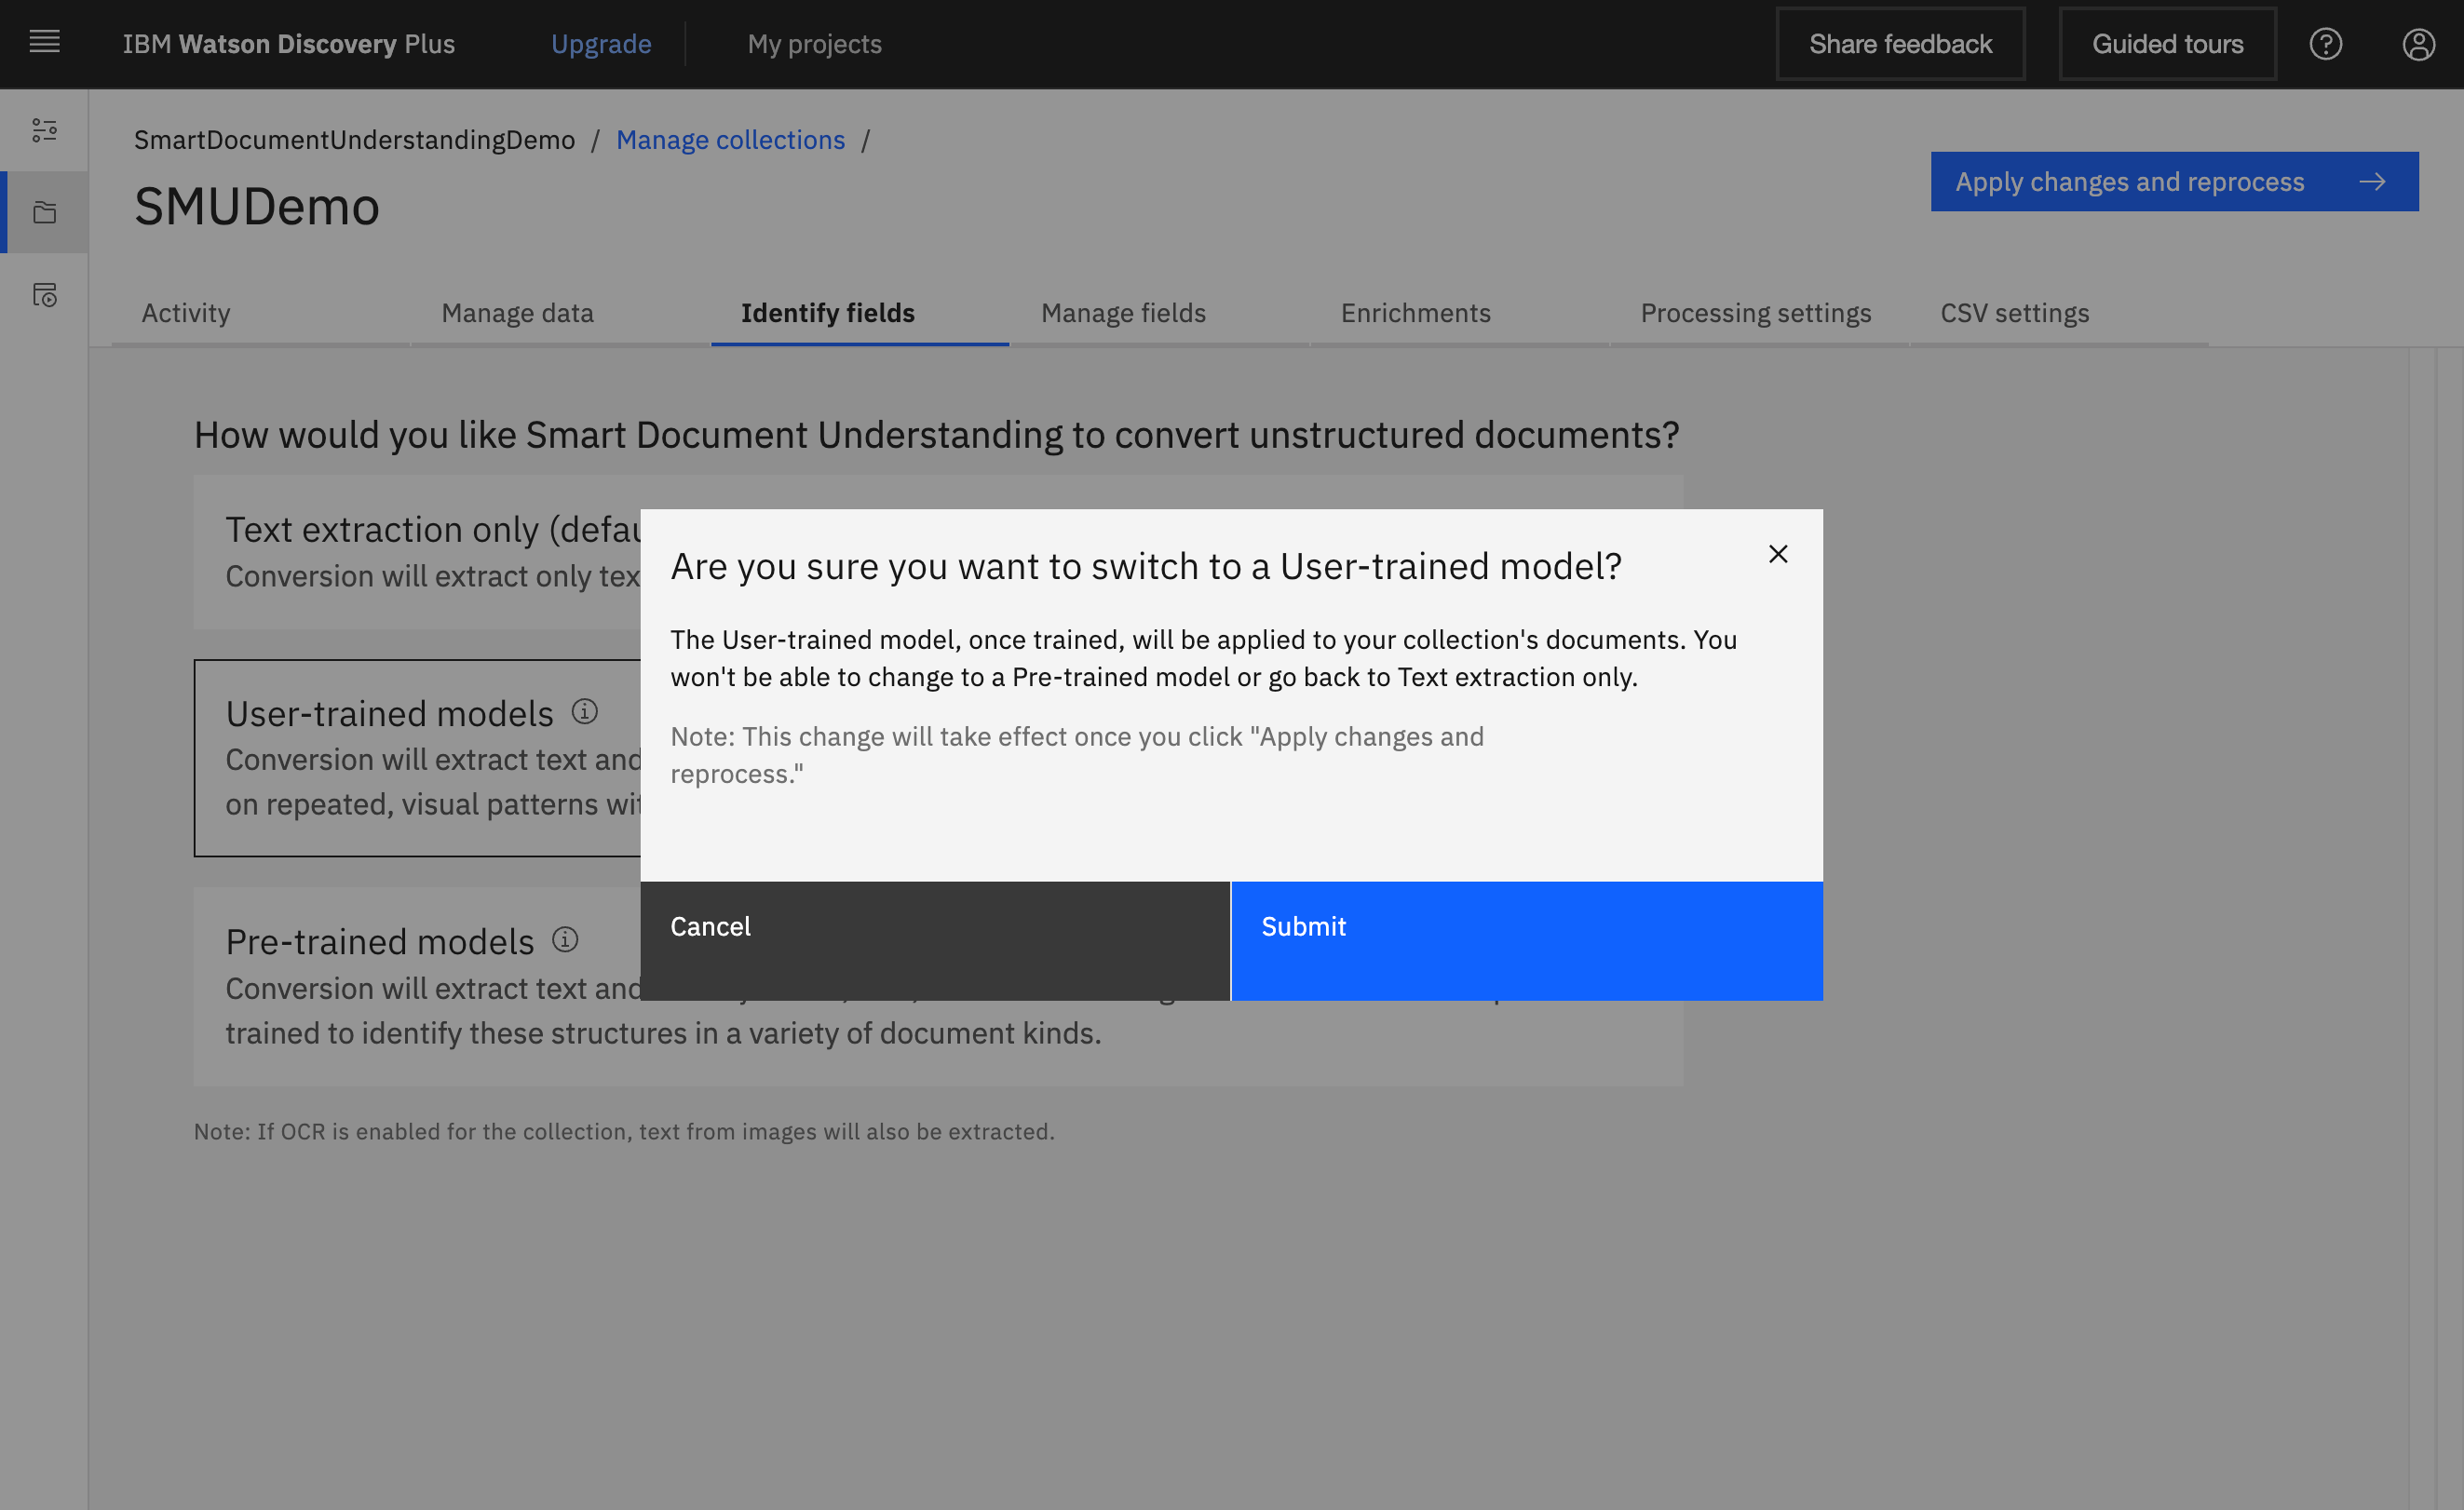 IBM Watson Discovery Plus
Upgrade
My projects
Share feedback
Guided tours
SmartDocumentUnderstandingDemo / Manage collections /
SMUDemo
Apply changes and reprocess
Activity
Manage data
Identify fields
Manage fields
Enrichments
Processing settings
CSV settings
How would you like Smart Document Understanding to convert unstructured documents?
Text extraction only (defau
Conversion will extract only tex
User-trained models
Conversion will extract text and
on repeated, visual patterns wit
Pre-trained models
Conversion will extract text and
trained to identify these structures in a variety of document kinds.
Note: If OCR is enabled for the collection, text from images will also be extracted.
Are you sure you want to switch to a User-trained model?
The User-trained model, once trained, will be applied to your collection's documents. You
won't be able to change to a Pre-trained model or go back to Text extraction only.
Note: This change will take effect once you click "Apply changes and
reprocess."
Cancel
Submit